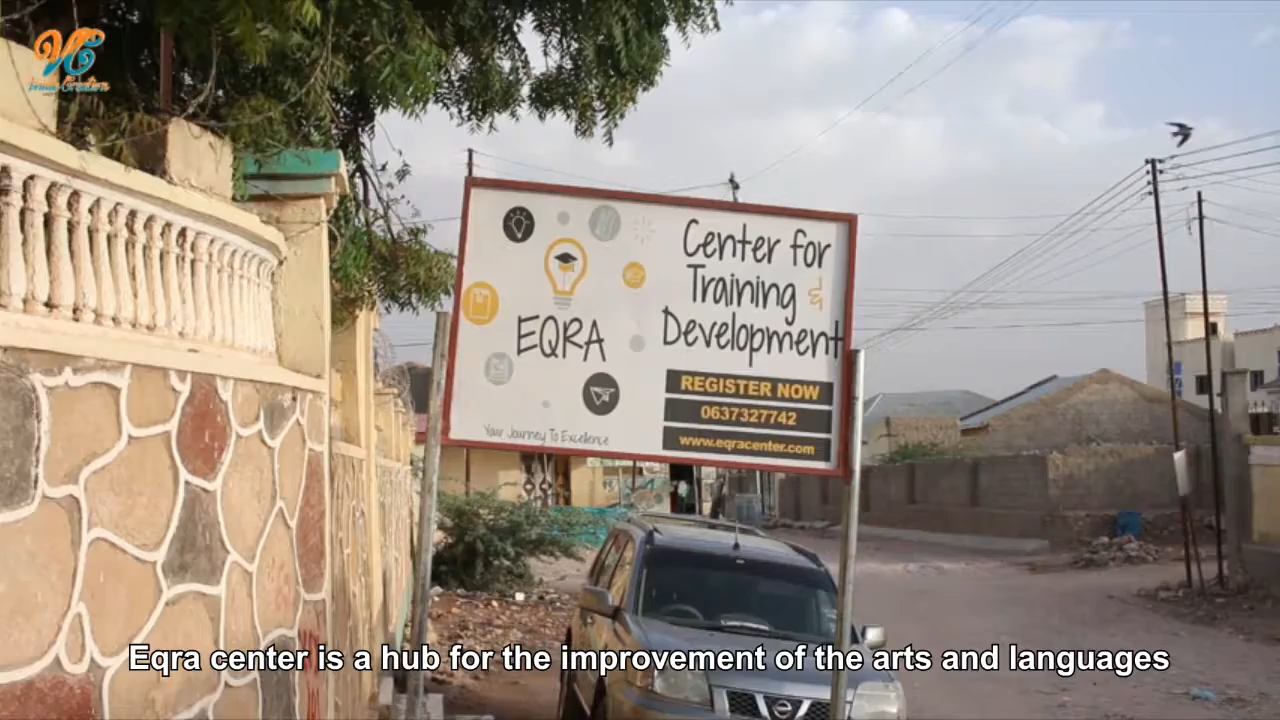 Center for
Training &
Development
EQRA
REGISTER NOW
0637327742
www.eqracenter.com
Your Journey To Excellence
Eqra center is a hub for the improvement of the arts and languages